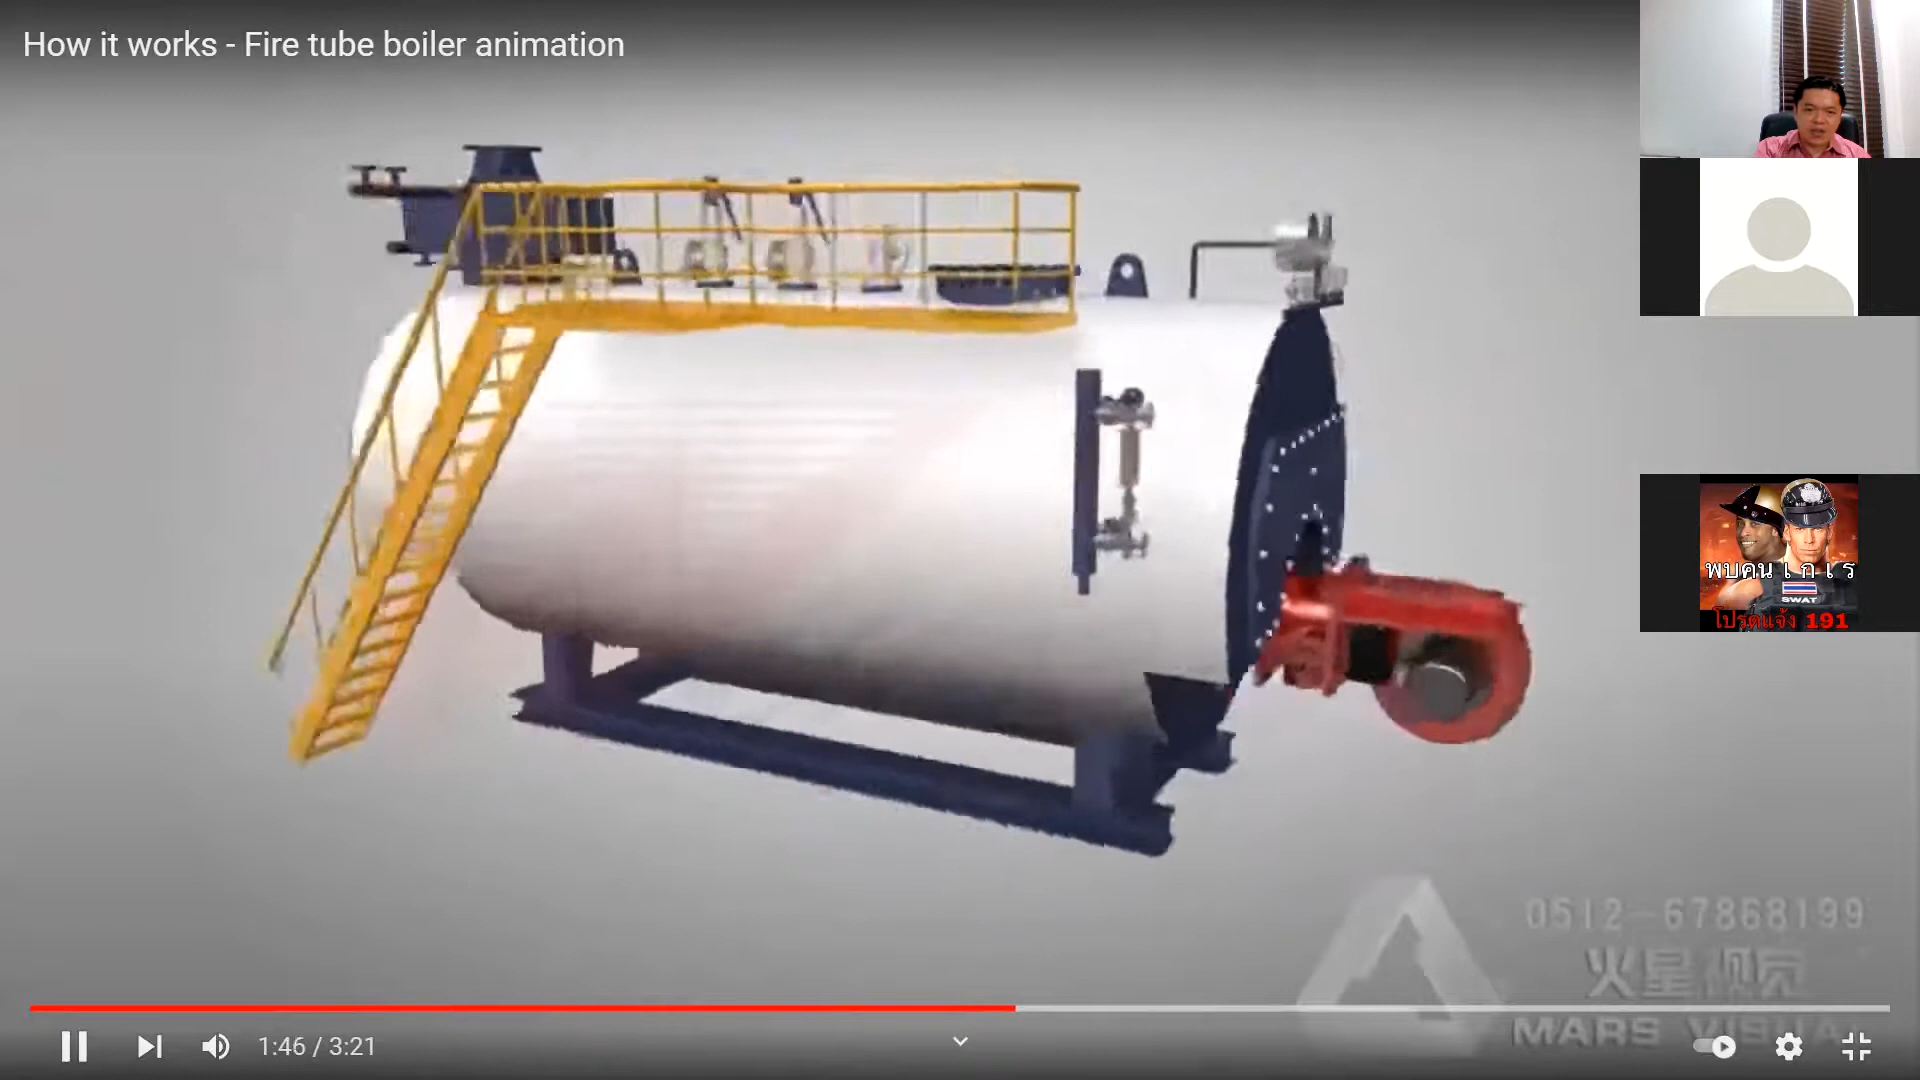 How it works - Fire tube boiler animation
พบคน เ ก เ ร
SWAT
โปรดแจ้ง 191
0512-67868199
火星视觉
MARS VISUAL
1:46 / 3:21